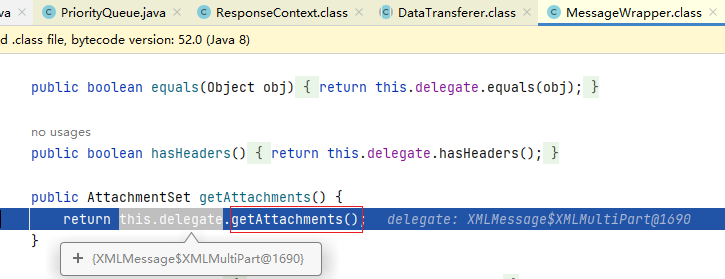 va PriorityQueue.java ResponseContext.class DataTransferer.class MessageWrapper.class
d .class file, bytecode version: 52.0 (Java 8)
public boolean equals(Object obj) { return this.delegate.equals(obj); }
no usages
public boolean hasHeaders() { return this.delegate.hasHeaders(); }
public AttachmentSet getAttachments() {
return this.delegate.getAttachments(); delegate: XMLMessage$XMLMultiPart@1690
}
+ {XMLMessage$XMLMultiPart@1690}